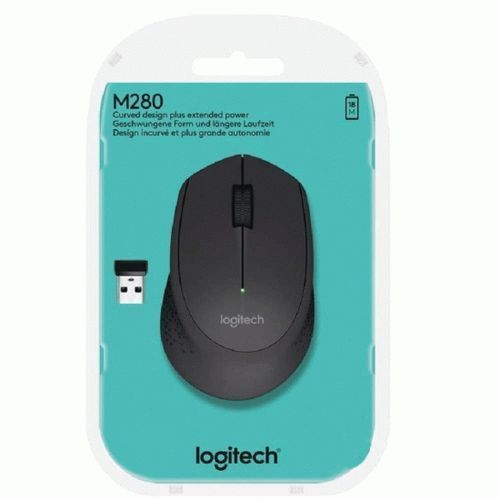 M280
Curved design plus extended power
Geschwungene Form und längere Laufzeit
Design incurvé et plus grande autonomie
18
M
logitech
logitech